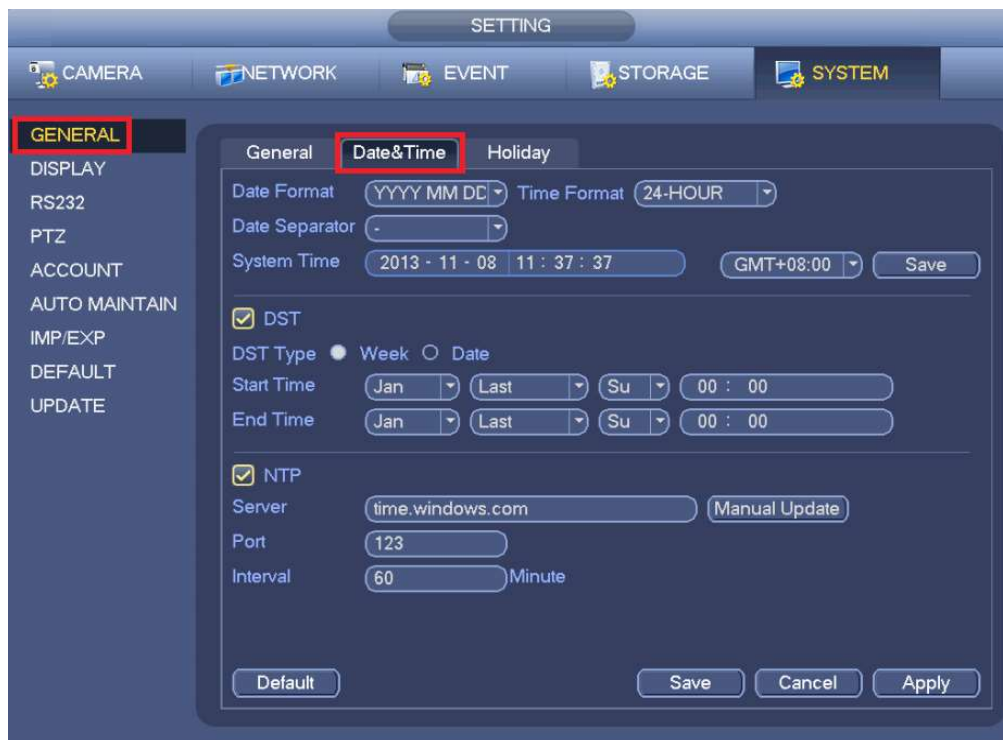 SETTING
CAMERA NETWORK EVENT STORAGE SYSTEM
GENERAL
DISPLAY
RS232
PTZ
ACCOUNT
AUTO MAINTAIN
IMP/EXP
DEFAULT
UPDATE
General Date&Time Holiday
Date Format YYYY MM DD Time Format 24-HOUR
Date Separator -
System Time 2013 - 11 - 08 11 : 37 : 37 GMT+08:00 Save
DST
DST Type Week Date
Start Time Jan Last Su 00 : 00
End Time Jan Last Su 00 : 00
NTP
Server time.windows.com Manual Update
Port 123
Interval 60 Minute
Default Save Cancel Apply